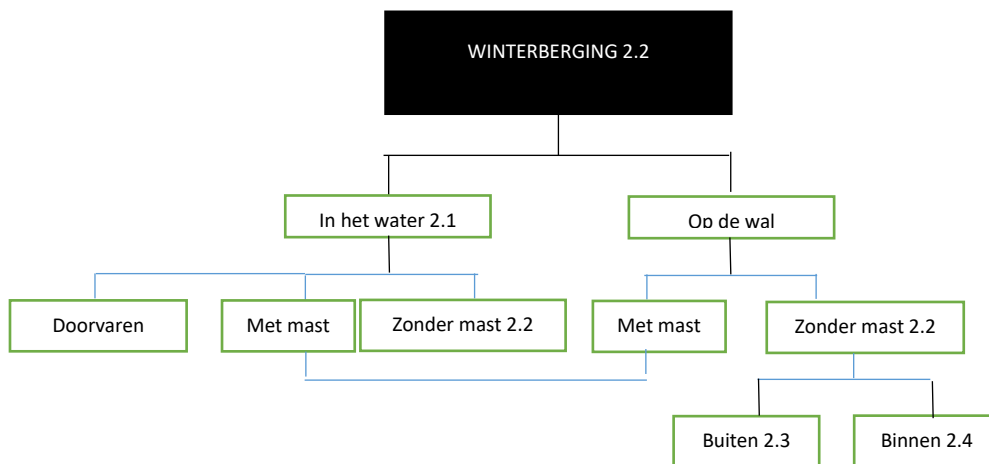 WINTERBERGING 2.2
In het water 2.1
Op de wal
Doorvaren
Met mast
Zonder mast 2.2
Met mast
Zonder mast 2.2
Buiten 2.3
Binnen 2.4